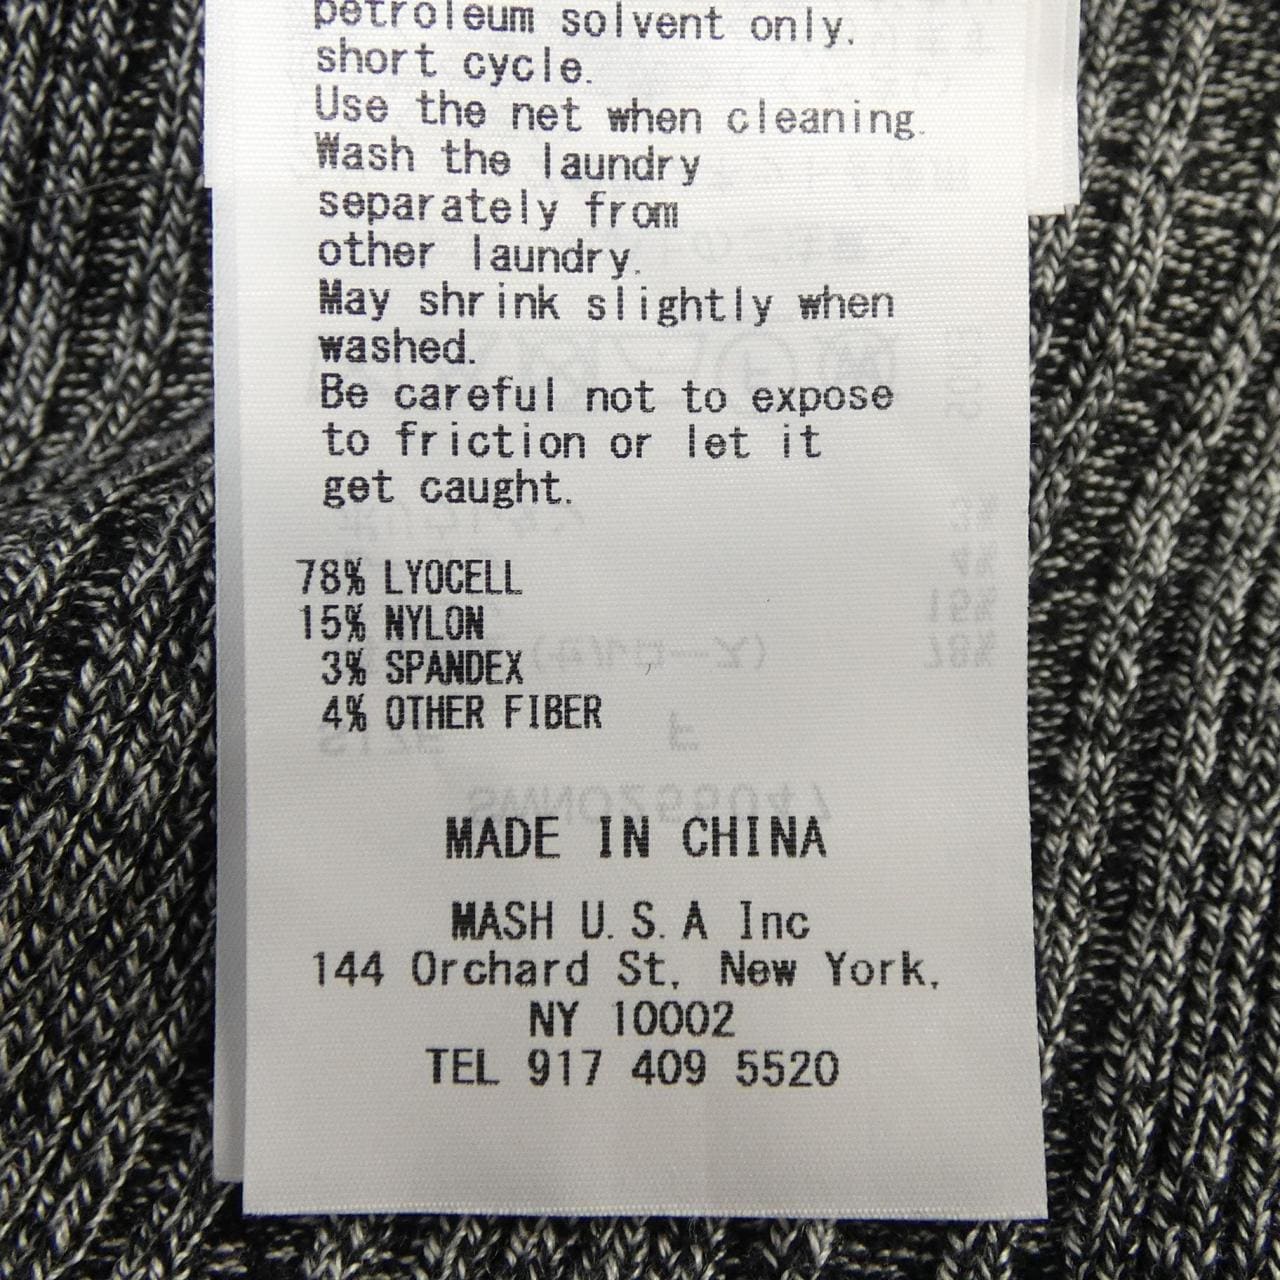 petroleum solvent only.
short cycle.
Use the net when cleaning.
Wash the laundry
separately from
other laundry.
May shrink slightly when
washed.
Be careful not to expose
to friction or let it
get caught.
78% LYOCELL
15% NYLON
3% SPANDEX
4% OTHER FIBER
MADE IN CHINA
MASH U.S.A Inc
144 Orchard St, New York,
NY 10002
TEL 917 409 5520